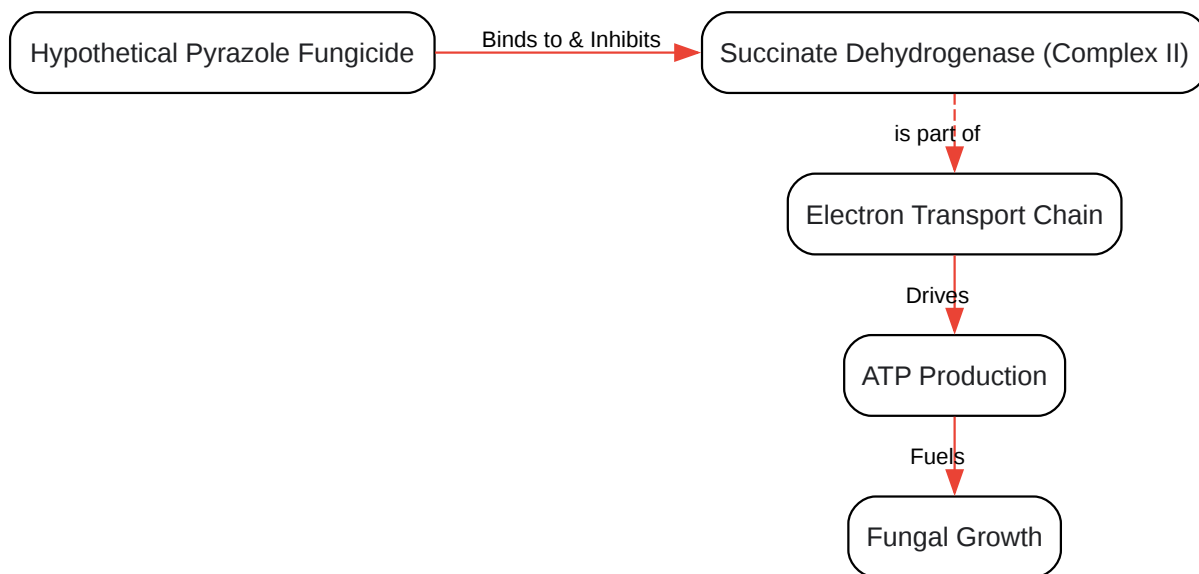 Hypothetical Pyrazole Fungicide
Binds to & Inhibits
Succinate Dehydrogenase (Complex II)
is part of
Electron Transport Chain
Drives
ATP Production
Fuels
Fungal Growth